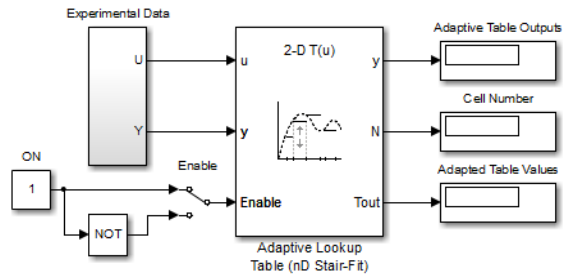 Experimental Data
U
Y
ON
1
NOT
Enable
2-D T(u)
u
y
Enable
y
N
Tout
Adaptive Lookup
Table (nD Stair-Fit)
Adaptive Table Outputs
Cell Number
Adapted Table Values